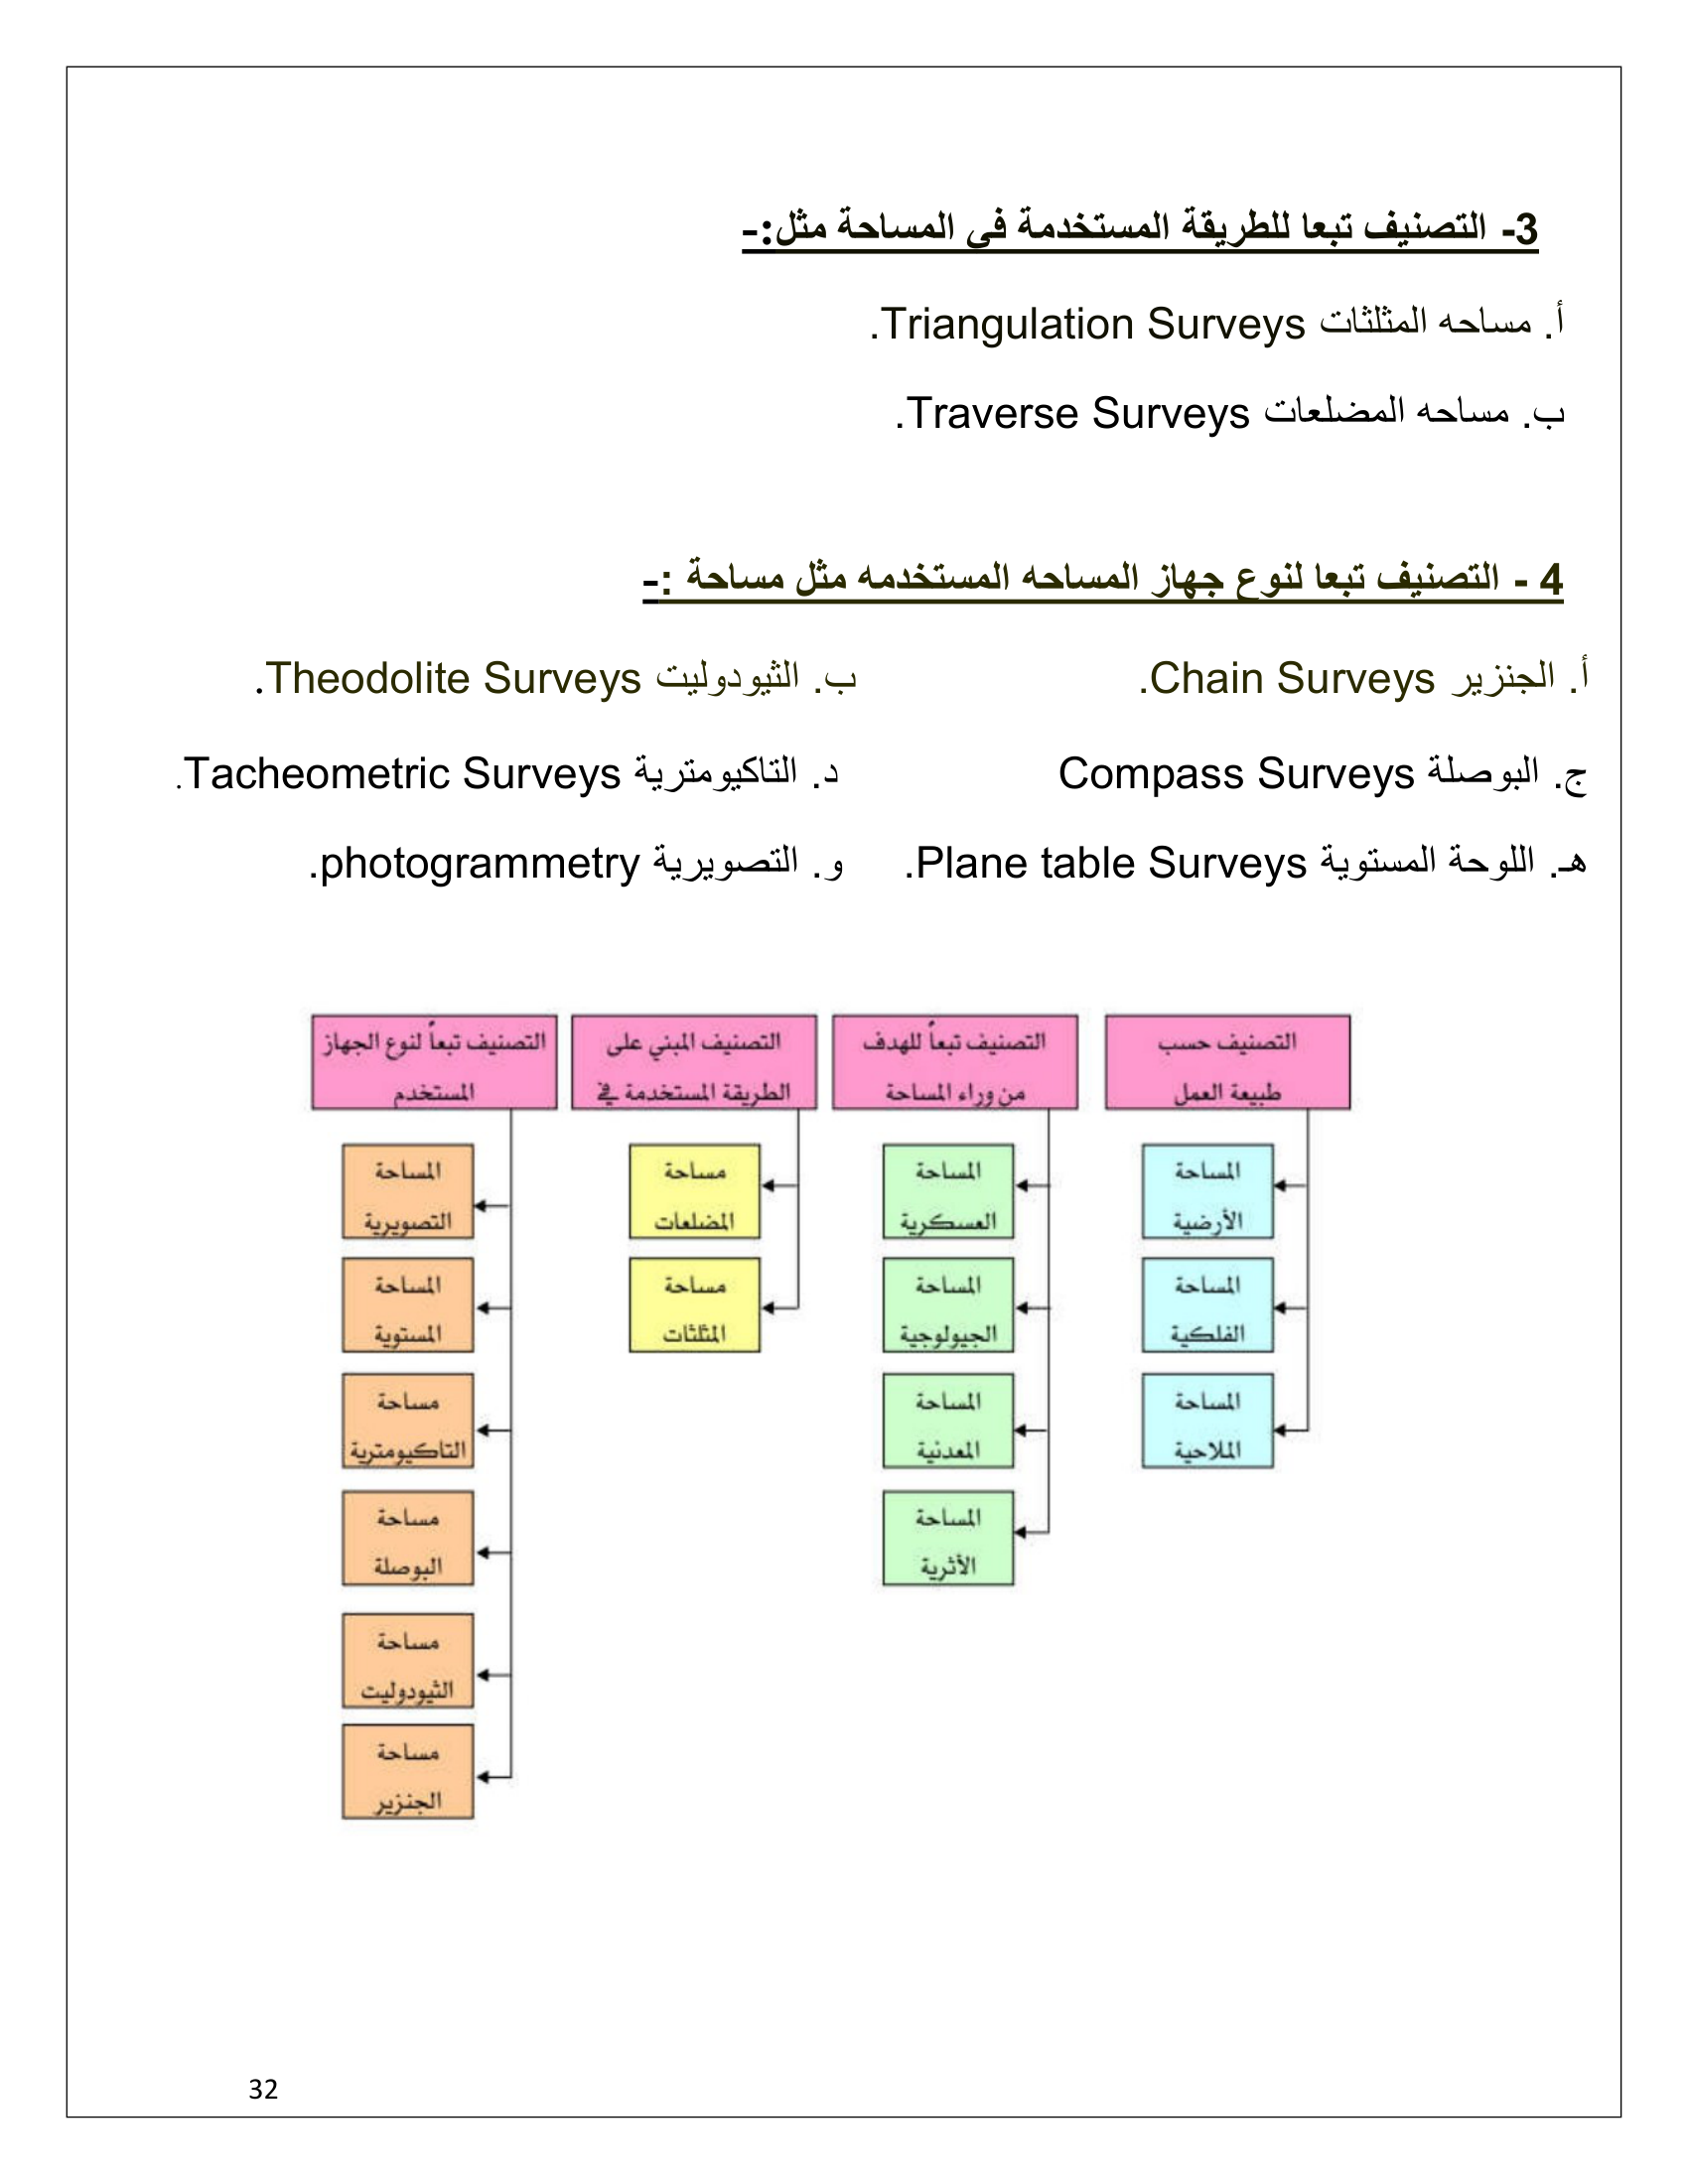 3- التصنيف تبعا للطريقة المستخدمة في المساحة مثل:-
أ. مساحه المثلثات Triangulation Surveys.
ب. مساحه المضلعات Traverse Surveys.
4 - التصنيف تبعا لنوع جهاز المساحه المستخدمه مثل مساحة :-
أ. الجنزير Chain Surveys. ب. الثيودوليت Theodolite Surveys.
ج. البوصلة Compass Surveys د. التاكيومترية Tacheometric Surveys.
هـ. اللوحة المستوية Plane table Surveys. و. التصويرية photogrammetry.
التصنيف حسب
طبيعة العمل
المساحة
الأرضية
المساحة
الفلكية
المساحة
الملاحية
التصنيف تبعاً للهدف
من وراء المساحة
المساحة
العسكرية
المساحة
الجيولوجية
المساحة
المعدنية
المساحة
الأثرية
التصنيف المبني على
الطريقة المستخدمة في
مساحة
المضلعات
مساحة
المثلثات
التصنيف تبعاً لنوع الجهاز
المستخدم
المساحة
التصويرية
المساحة
المستوية
مساحة
التاكيومترية
مساحة
البوصلة
مساحة
الثيودوليت
مساحة
الجنزير
32